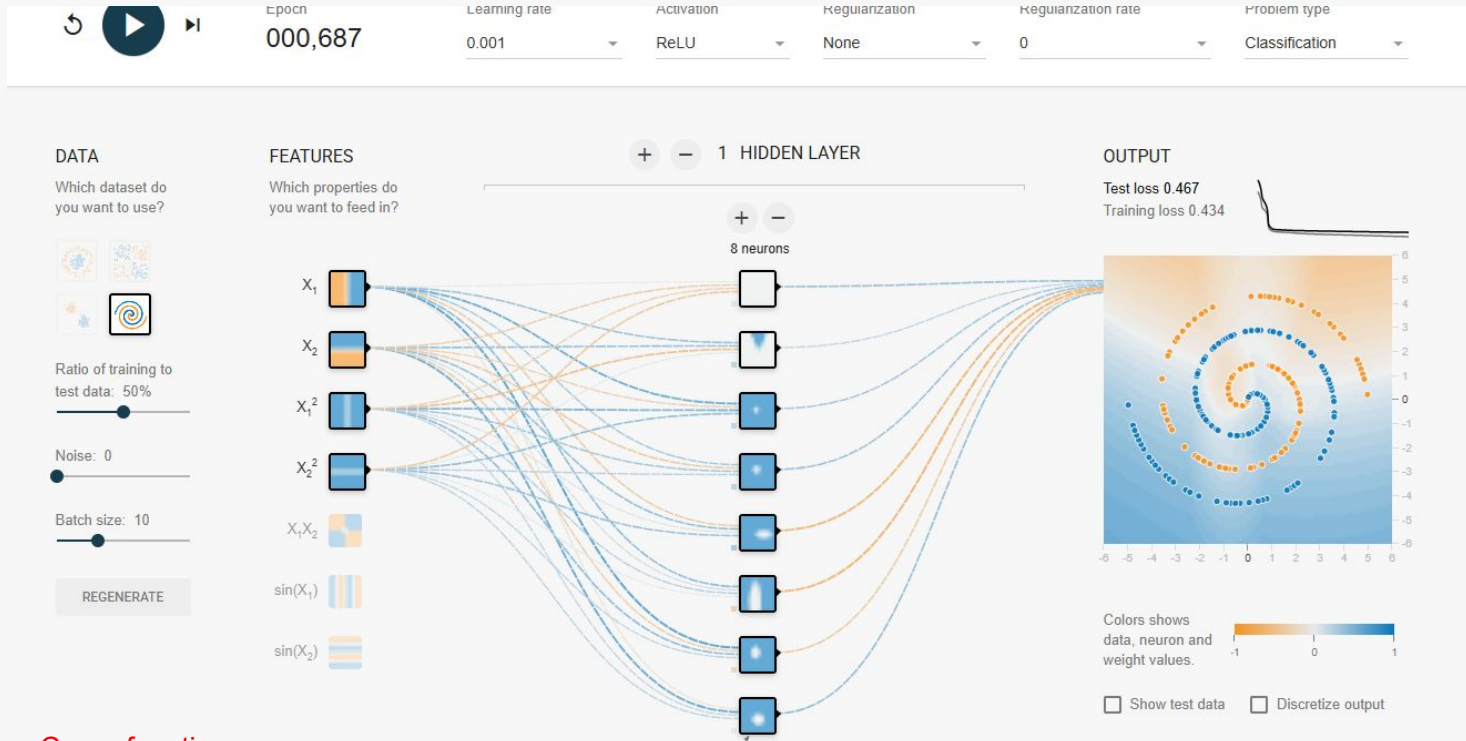 Epoch
Learning rate
Activation
Regularization
Regularization rate
Problem type
000,687
0.001
ReLU
None
0
Classification
DATA
Which dataset do
you want to use?
Ratio of training to
test data: 50%
Noise: 0
Batch size: 10
REGENERATE
FEATURES
Which properties do
you want to feed in?
X₁
X₂
X₁²
X₂²
X₁X₂
sin(X₁)
sin(X₂)
+ − 1 HIDDEN LAYER
+ −
8 neurons
OUTPUT
Test loss 0.467
Training loss 0.434
6
5
4
3
2
1
0
-1
-2
-3
-4
-5
-6
-6 -5 -4 -3 -2 -1 0 1 2 3 4 5 6
Colors shows
data, neuron and
weight values.
-1 0 1
Show test data
Discretize output